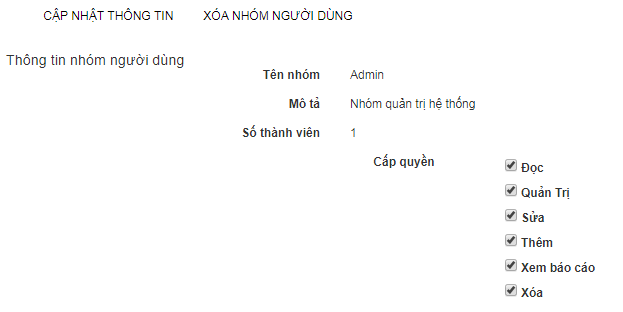 CẬP NHẬT THÔNG TIN XÓA NHÓM NGƯỜI DÙNG
Thông tin nhóm người dùng
Tên nhóm Admin
Mô tả Nhóm quản trị hệ thống
Số thành viên 1
Cấp quyền
Đọc
Quản Trị
Sửa
Thêm
Xem báo cáo
Xóa